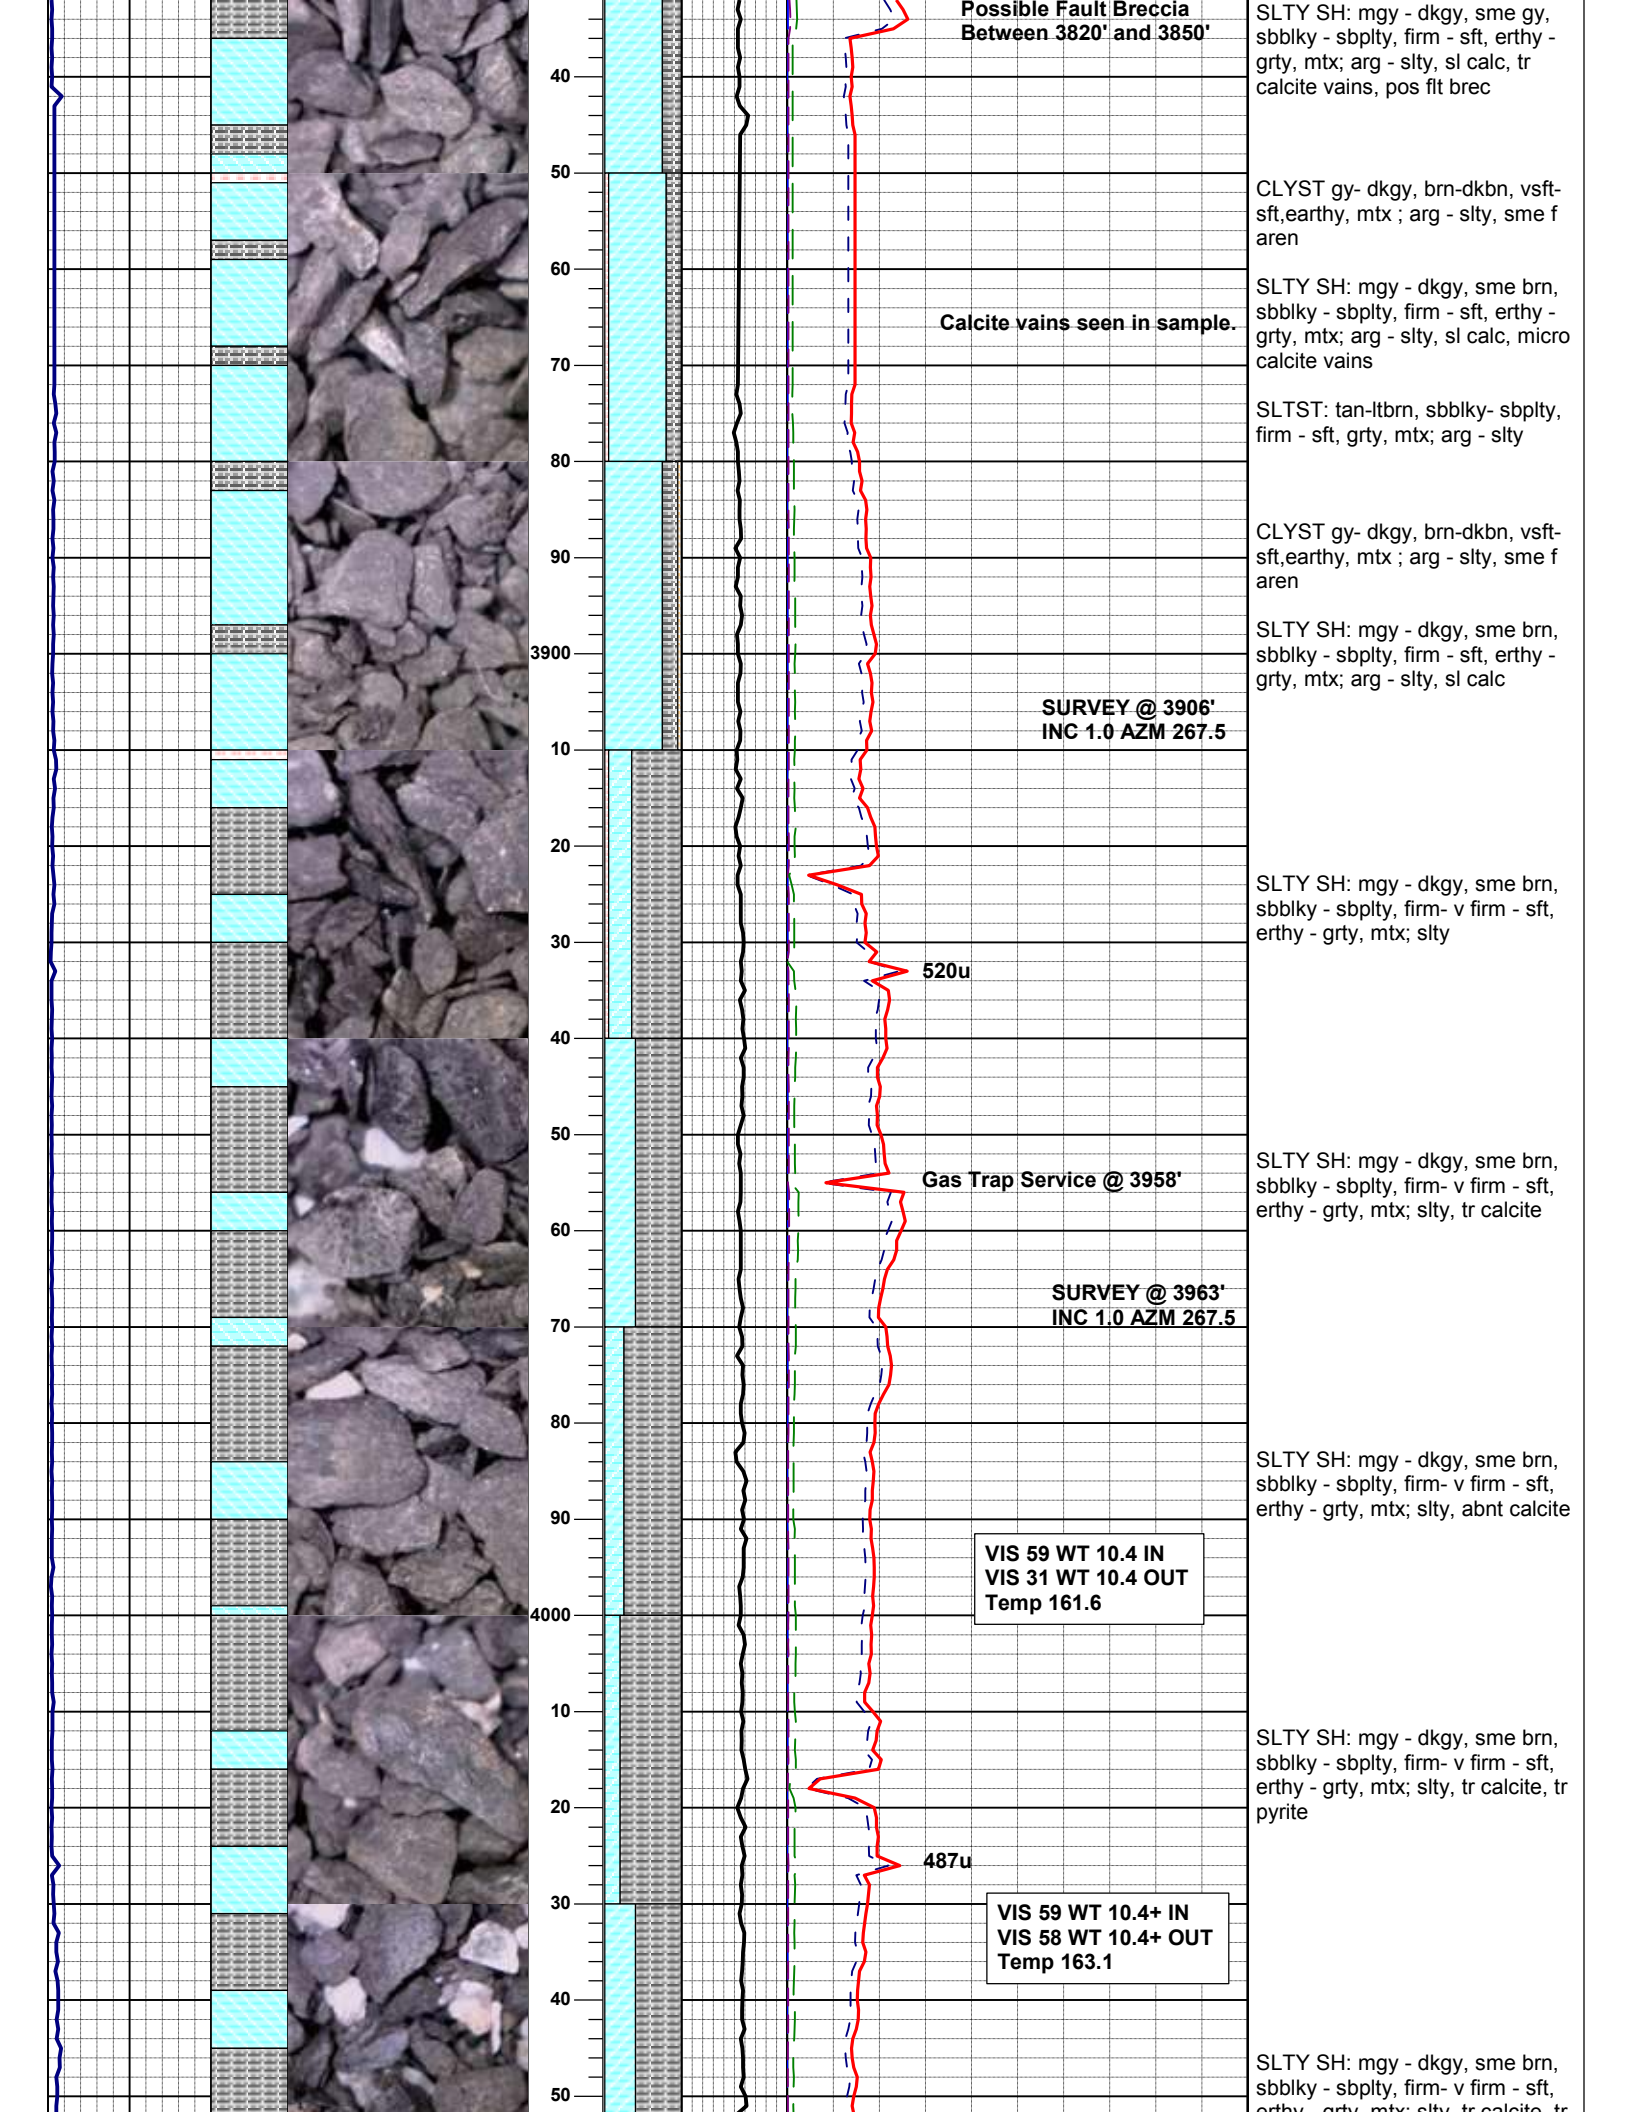 Possible Fault Breccia
Between 3820' and 3850'
SLTY SH: mgy - dkgy, sme gy,
sbblky - sbplty, firm - sft, erthy -
grty, mtx; arg - slty, sl calc, tr
calcite vains, pos flt brec
40
50
CLYST gy- dkgy, brn-dkbn, vsft-
sft,earthy, mtx ; arg - slty, sme f
aren
60
SLTY SH: mgy - dkgy, sme brn,
sbblky - sbplty, firm - sft, erthy -
grty, mtx; arg - slty, sl calc, micro
calcite vains
Calcite vains seen in sample.
70
SLTST: tan-ltbrn, sbblky- sbplty,
firm - sft, grty, mtx; arg - slty
80
CLYST gy- dkgy, brn-dkbn, vsft-
sft,earthy, mtx ; arg - slty, sme f
aren
90
SLTY SH: mgy - dkgy, sme brn,
sbblky - sbplty, firm - sft, erthy -
grty, mtx; arg - slty, sl calc
3900
SURVEY @ 3906'
INC 1.0 AZM 267.5
10
20
SLTY SH: mgy - dkgy, sme brn,
sbblky - sbplty, firm- v firm - sft,
erthy - grty, mtx; slty
30
520u
40
50
SLTY SH: mgy - dkgy, sme brn,
sbblky - sbplty, firm- v firm - sft,
erthy - grty, mtx; slty, tr calcite
Gas Trap Service @ 3958'
60
SURVEY @ 3963'
INC 1.0 AZM 267.5
70
80
SLTY SH: mgy - dkgy, sme brn,
sbblky - sbplty, firm- v firm - sft,
erthy - grty, mtx; slty, abnt calcite
90
VIS 59 WT 10.4 IN
VIS 31 WT 10.4 OUT
Temp 161.6
4000
10
SLTY SH: mgy - dkgy, sme brn,
sbblky - sbplty, firm- v firm - sft,
erthy - grty, mtx; slty, tr calcite, tr
pyrite
20
487u
30
VIS 59 WT 10.4+ IN
VIS 58 WT 10.4+ OUT
Temp 163.1
40
SLTY SH: mgy - dkgy, sme brn,
sbblky - sbplty, firm- v firm - sft,
erthy - grty, mtx; slty, tr calcite, tr
50